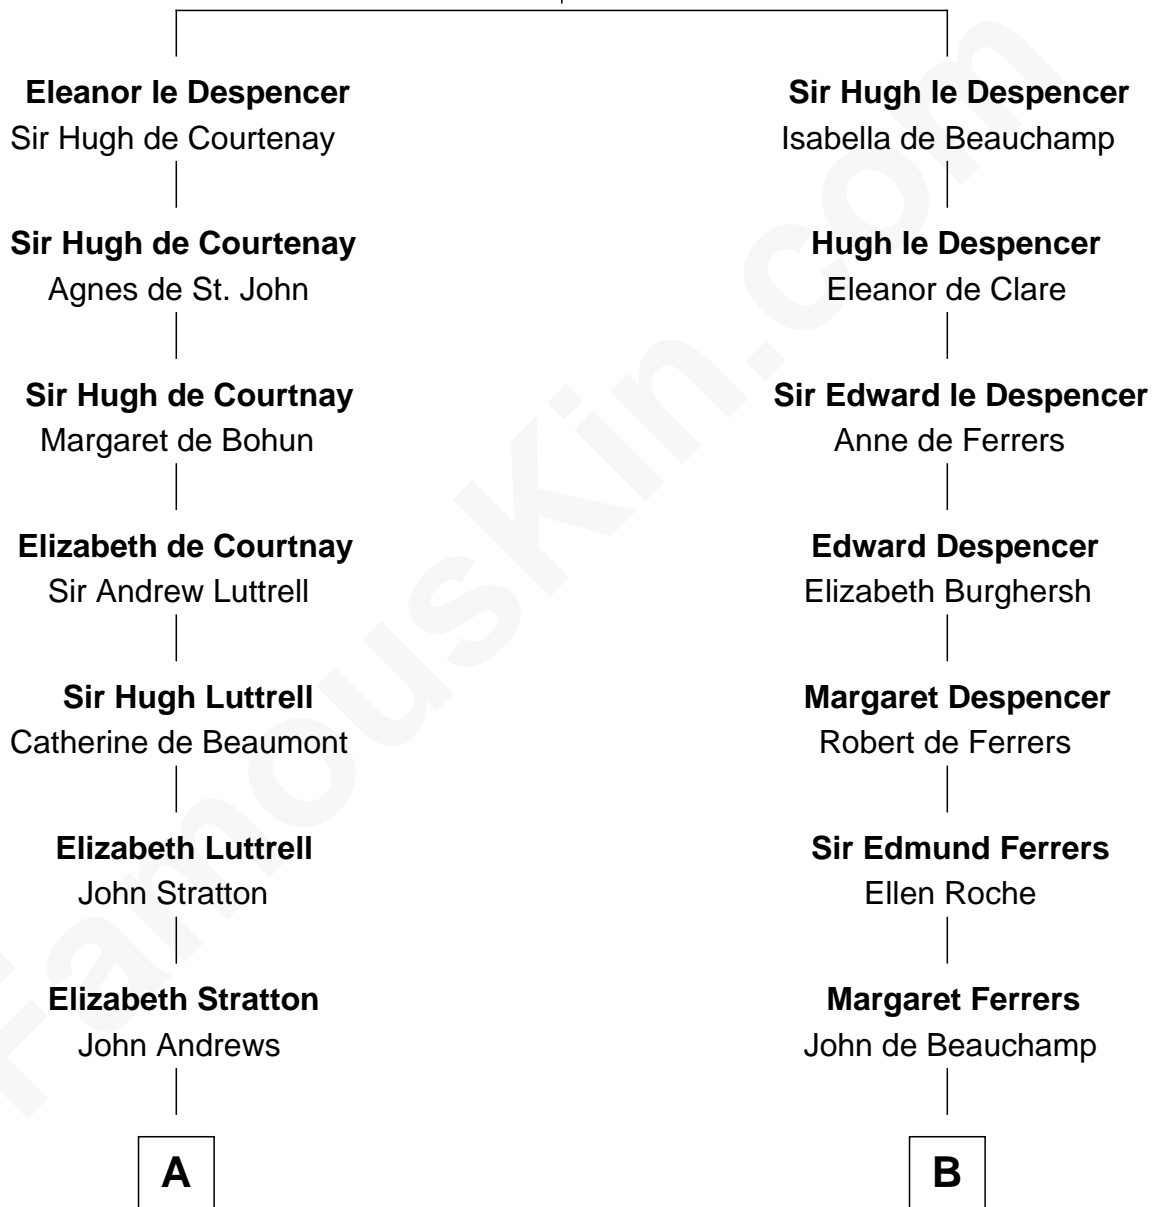 Eleanor le Despencer
Sir Hugh de Courtenay
Sir Hugh le Despencer
Isabella de Beauchamp
Sir Hugh de Courtenay
Agnes de St. John
Hugh le Despencer
Eleanor de Clare
Sir Hugh de Courtnay
Margaret de Bohun
Sir Edward le Despencer
Anne de Ferrers
Elizabeth de Courtnay
Sir Andrew Luttrell
Edward Despencer
Elizabeth Burghersh
Sir Hugh Luttrell
Catherine de Beaumont
Margaret Despencer
Robert de Ferrers
Elizabeth Luttrell
John Stratton
Sir Edmund Ferrers
Ellen Roche
Elizabeth Stratton
John Andrews
Margaret Ferrers
John de Beauchamp
A
B
FamousKin.com